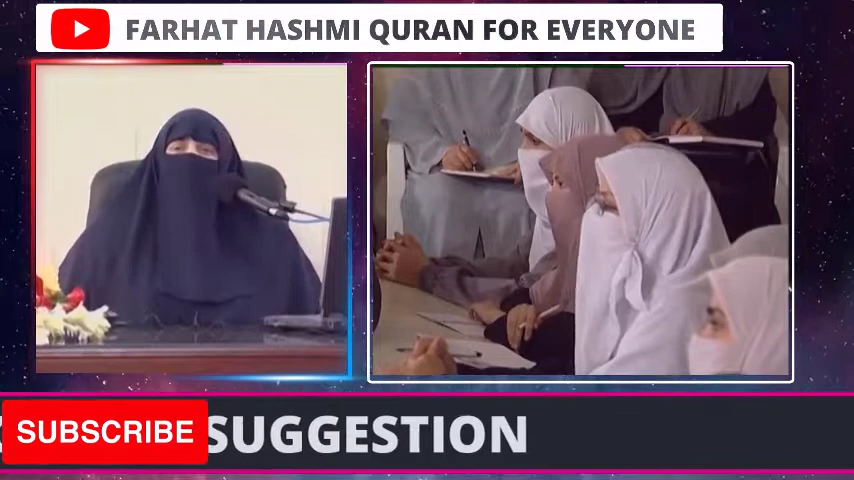 FARHAT HASHMI QURAN FOR EVERYONE
SUBSCRIBE SUGGESTION